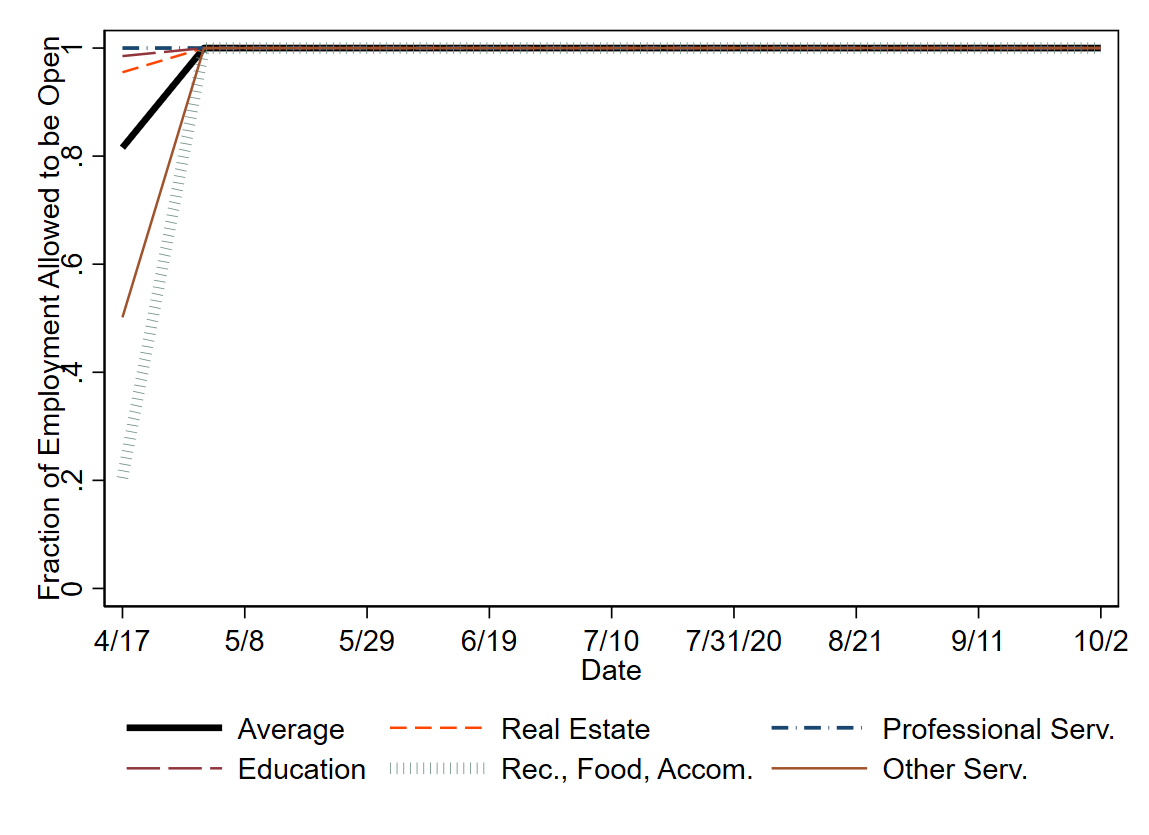 Fraction of Employment Allowed to be Open
1
.8
.6
.4
.2
0
4/17 5/8 5/29 6/19 7/10 7/31/20 8/21 9/11 10/2
Date
Average Real Estate Professional Serv.
Education Rec., Food, Accom. Other Serv.